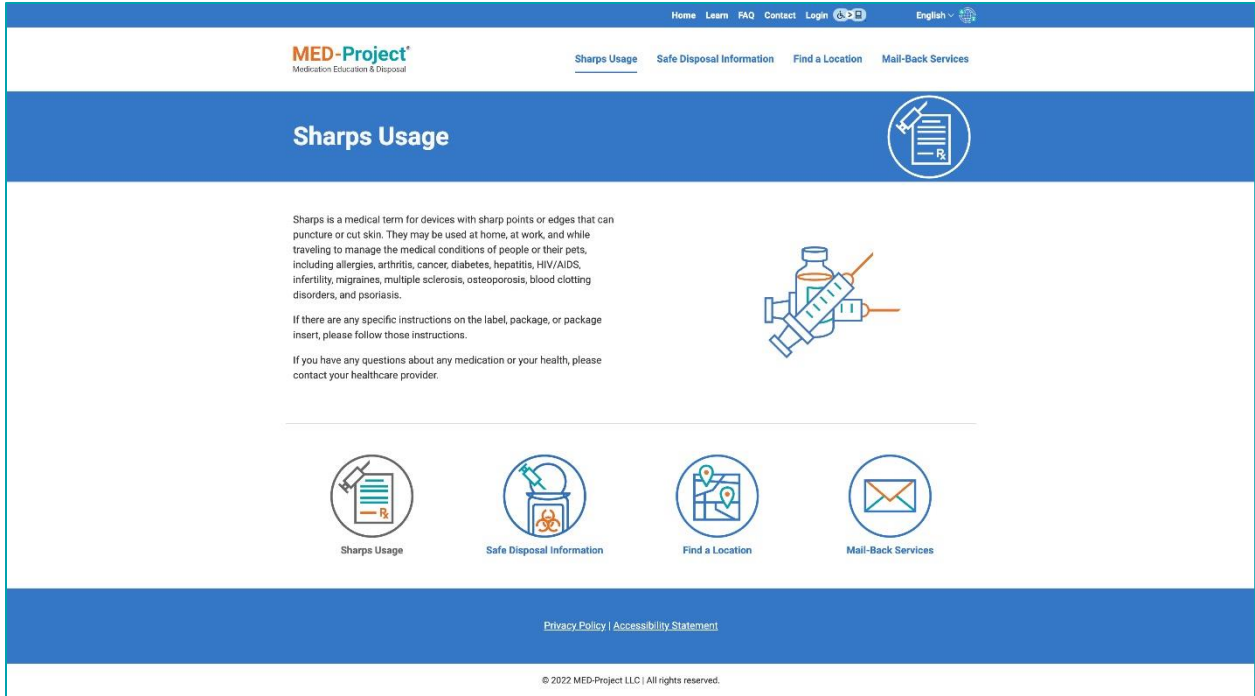 Home Learn FAQ Contact Login English
MED-Project®
Medication Education & Disposal
Sharps Usage Safe Disposal Information Find a Location Mail-Back Services
Sharps Usage
Rx
Sharps is a medical term for devices with sharp points or edges that can
puncture or cut skin. They may be used at home, at work, and while
traveling to manage the medical conditions of people or their pets,
including allergies, arthritis, cancer, diabetes, hepatitis, HIV/AIDS,
infertility, migraines, multiple sclerosis, osteoporosis, blood clotting
disorders, and psoriasis.
If there are any specific instructions on the label, package, or package
insert, please follow those instructions.
If you have any questions about any medication or your health, please
contact your healthcare provider.
Rx
Sharps Usage Safe Disposal Information Find a Location Mail-Back Services
Privacy Policy | Accessibility Statement
© 2022 MED-Project LLC | All rights reserved.